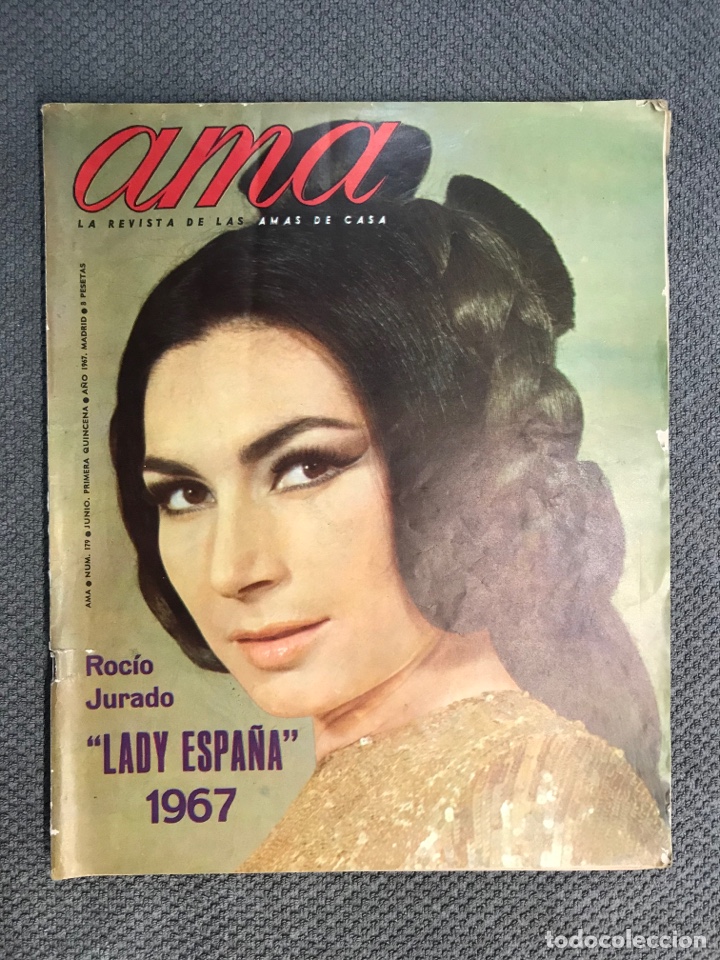 ama
LA REVISTA DE LAS AMAS DE CASA
AMA ● NUM. 179 ● JUNIO. PRIMERA QUINCENA ● AÑO 1967. MADRID ● 8 PESETAS
Rocío
Jurado
“LADY ESPAÑA”
1967
todocoleccion